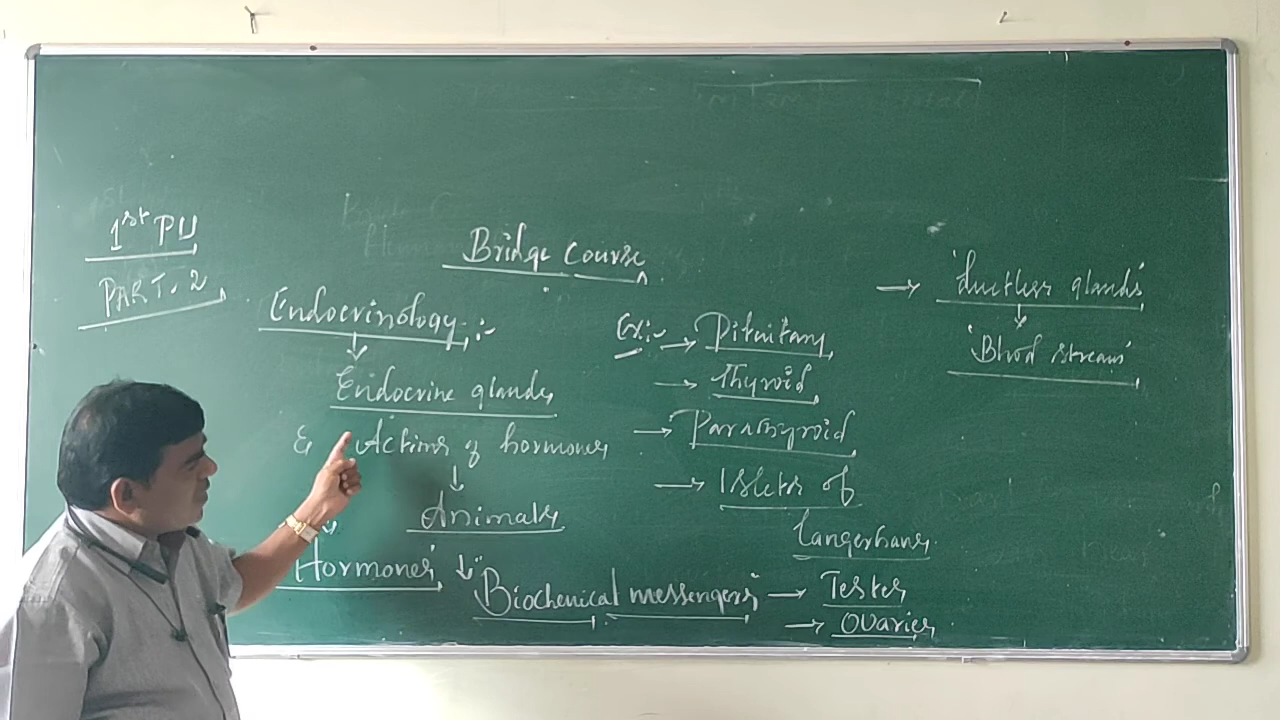 1st PU
PART-2
Bridge Course
Endocrinology :-
↓
Endocrine glands
& Actions of hormones
↓
Animals
↓
"Hormones"
"Biochemical messengers"
Ex:- → Pituitary
→ Thyroid
→ Parathyroid
→ Islets of
Langerhans.
→ Testes
→ Ovaries
→ 'Ductless glands'
↓
'Blood stream'